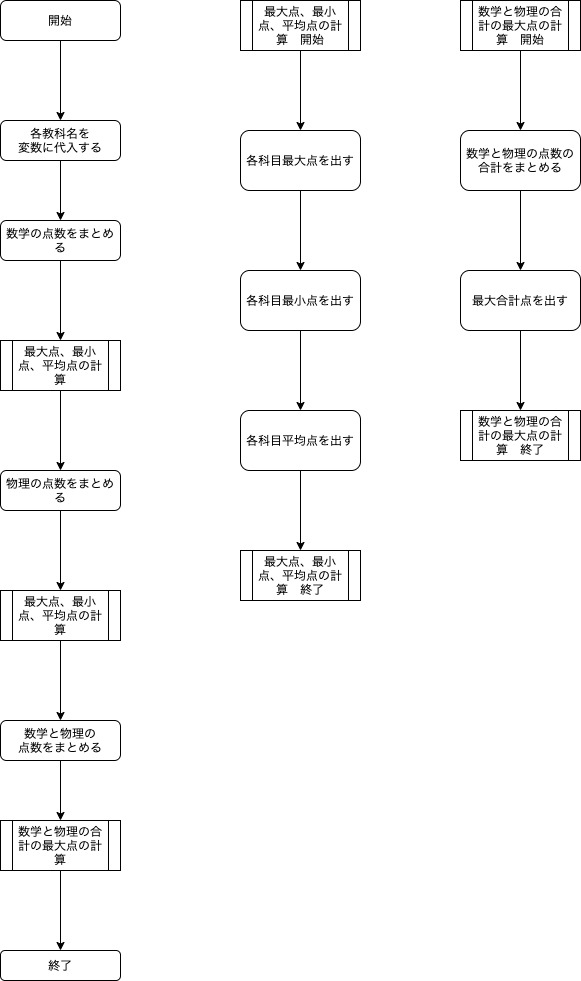 開始
各教科名を
変数に代入する
数学の点数をまとめ
る
最大点、最小
点、平均点の計
算
物理の点数をまとめ
る
最大点、最小
点、平均点の計
算
数学と物理の
点数をまとめる
数学と物理の合
計の最大点の計
算
終了
最大点、最小
点、平均点の計
算　開始
各科目最大点を出す
各科目最小点を出す
各科目平均点を出す
最大点、最小
点、平均点の計
算　終了
数学と物理の合
計の最大点の計
算　開始
数学と物理の点数の
合計をまとめる
最大合計点を出す
数学と物理の合
計の最大点の計
算　終了